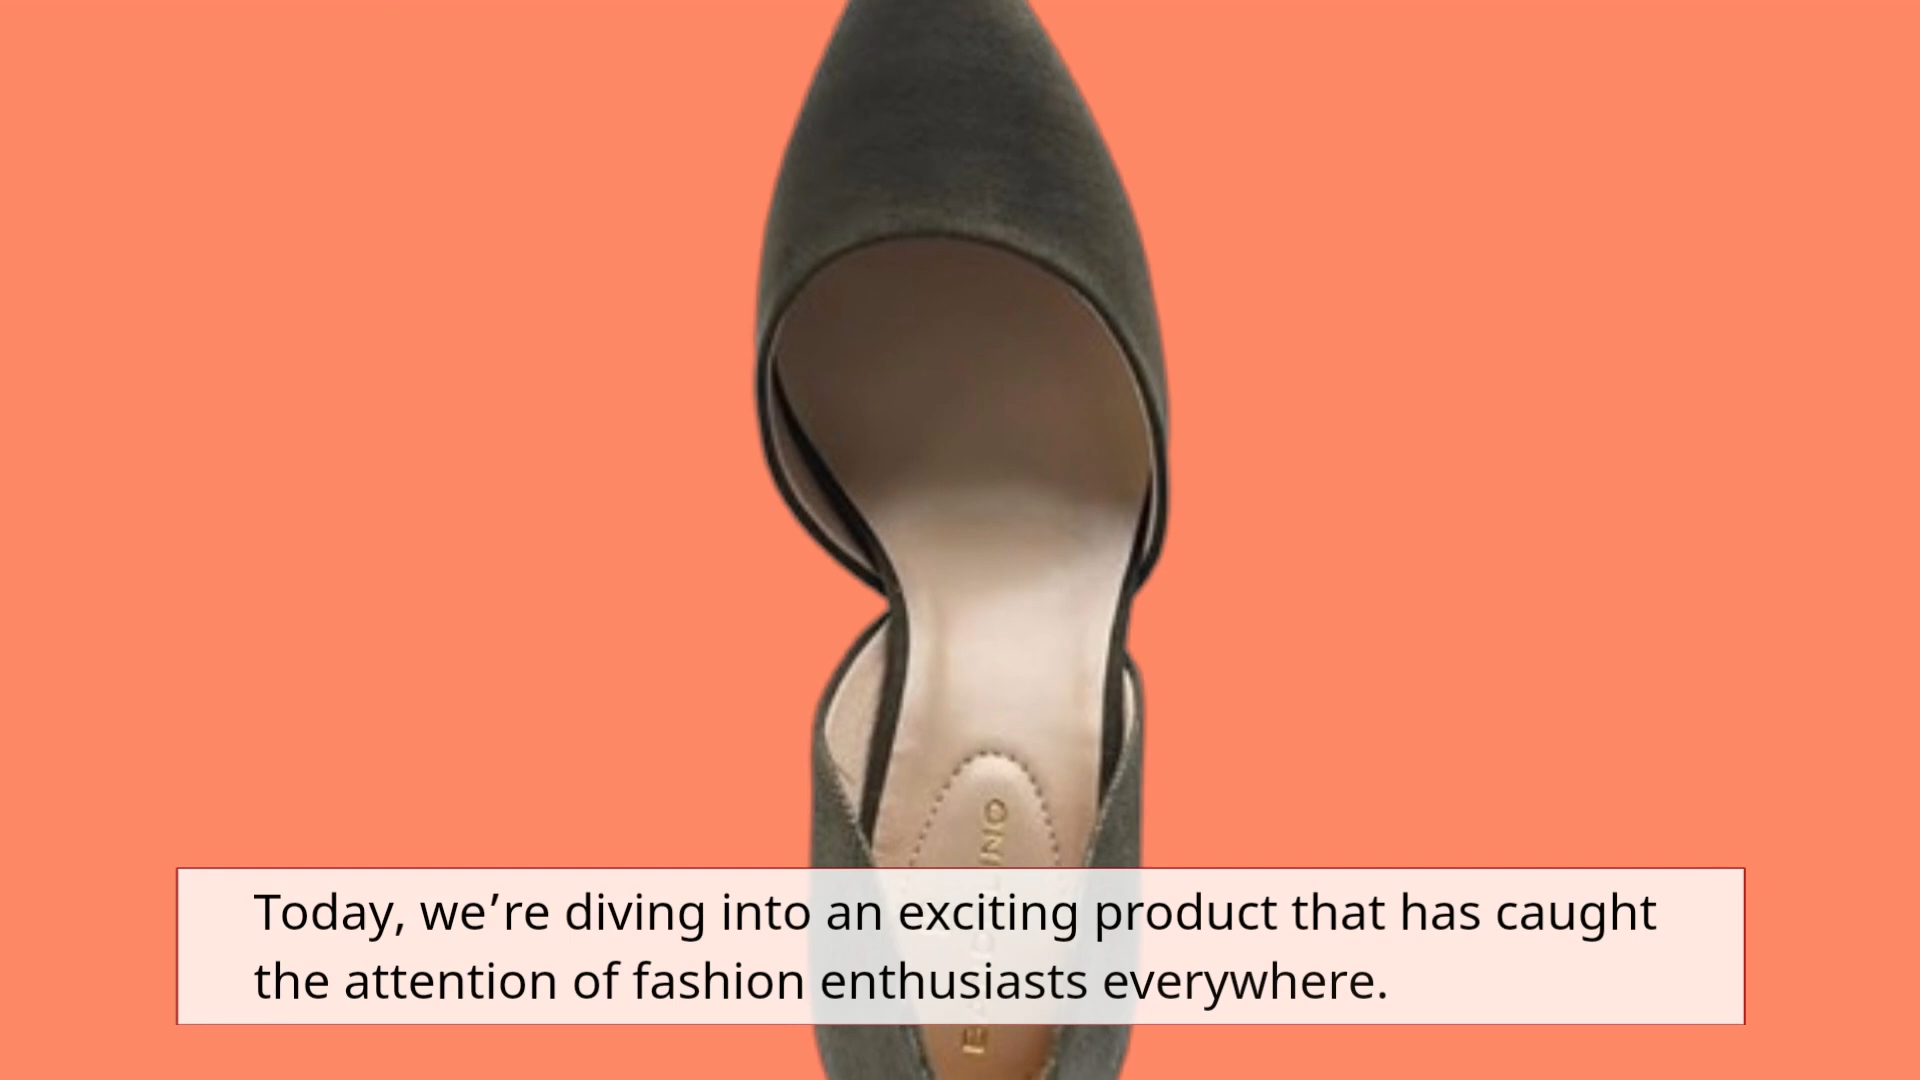 Today, we’re diving into an exciting product that has caught
the attention of fashion enthusiasts everywhere.